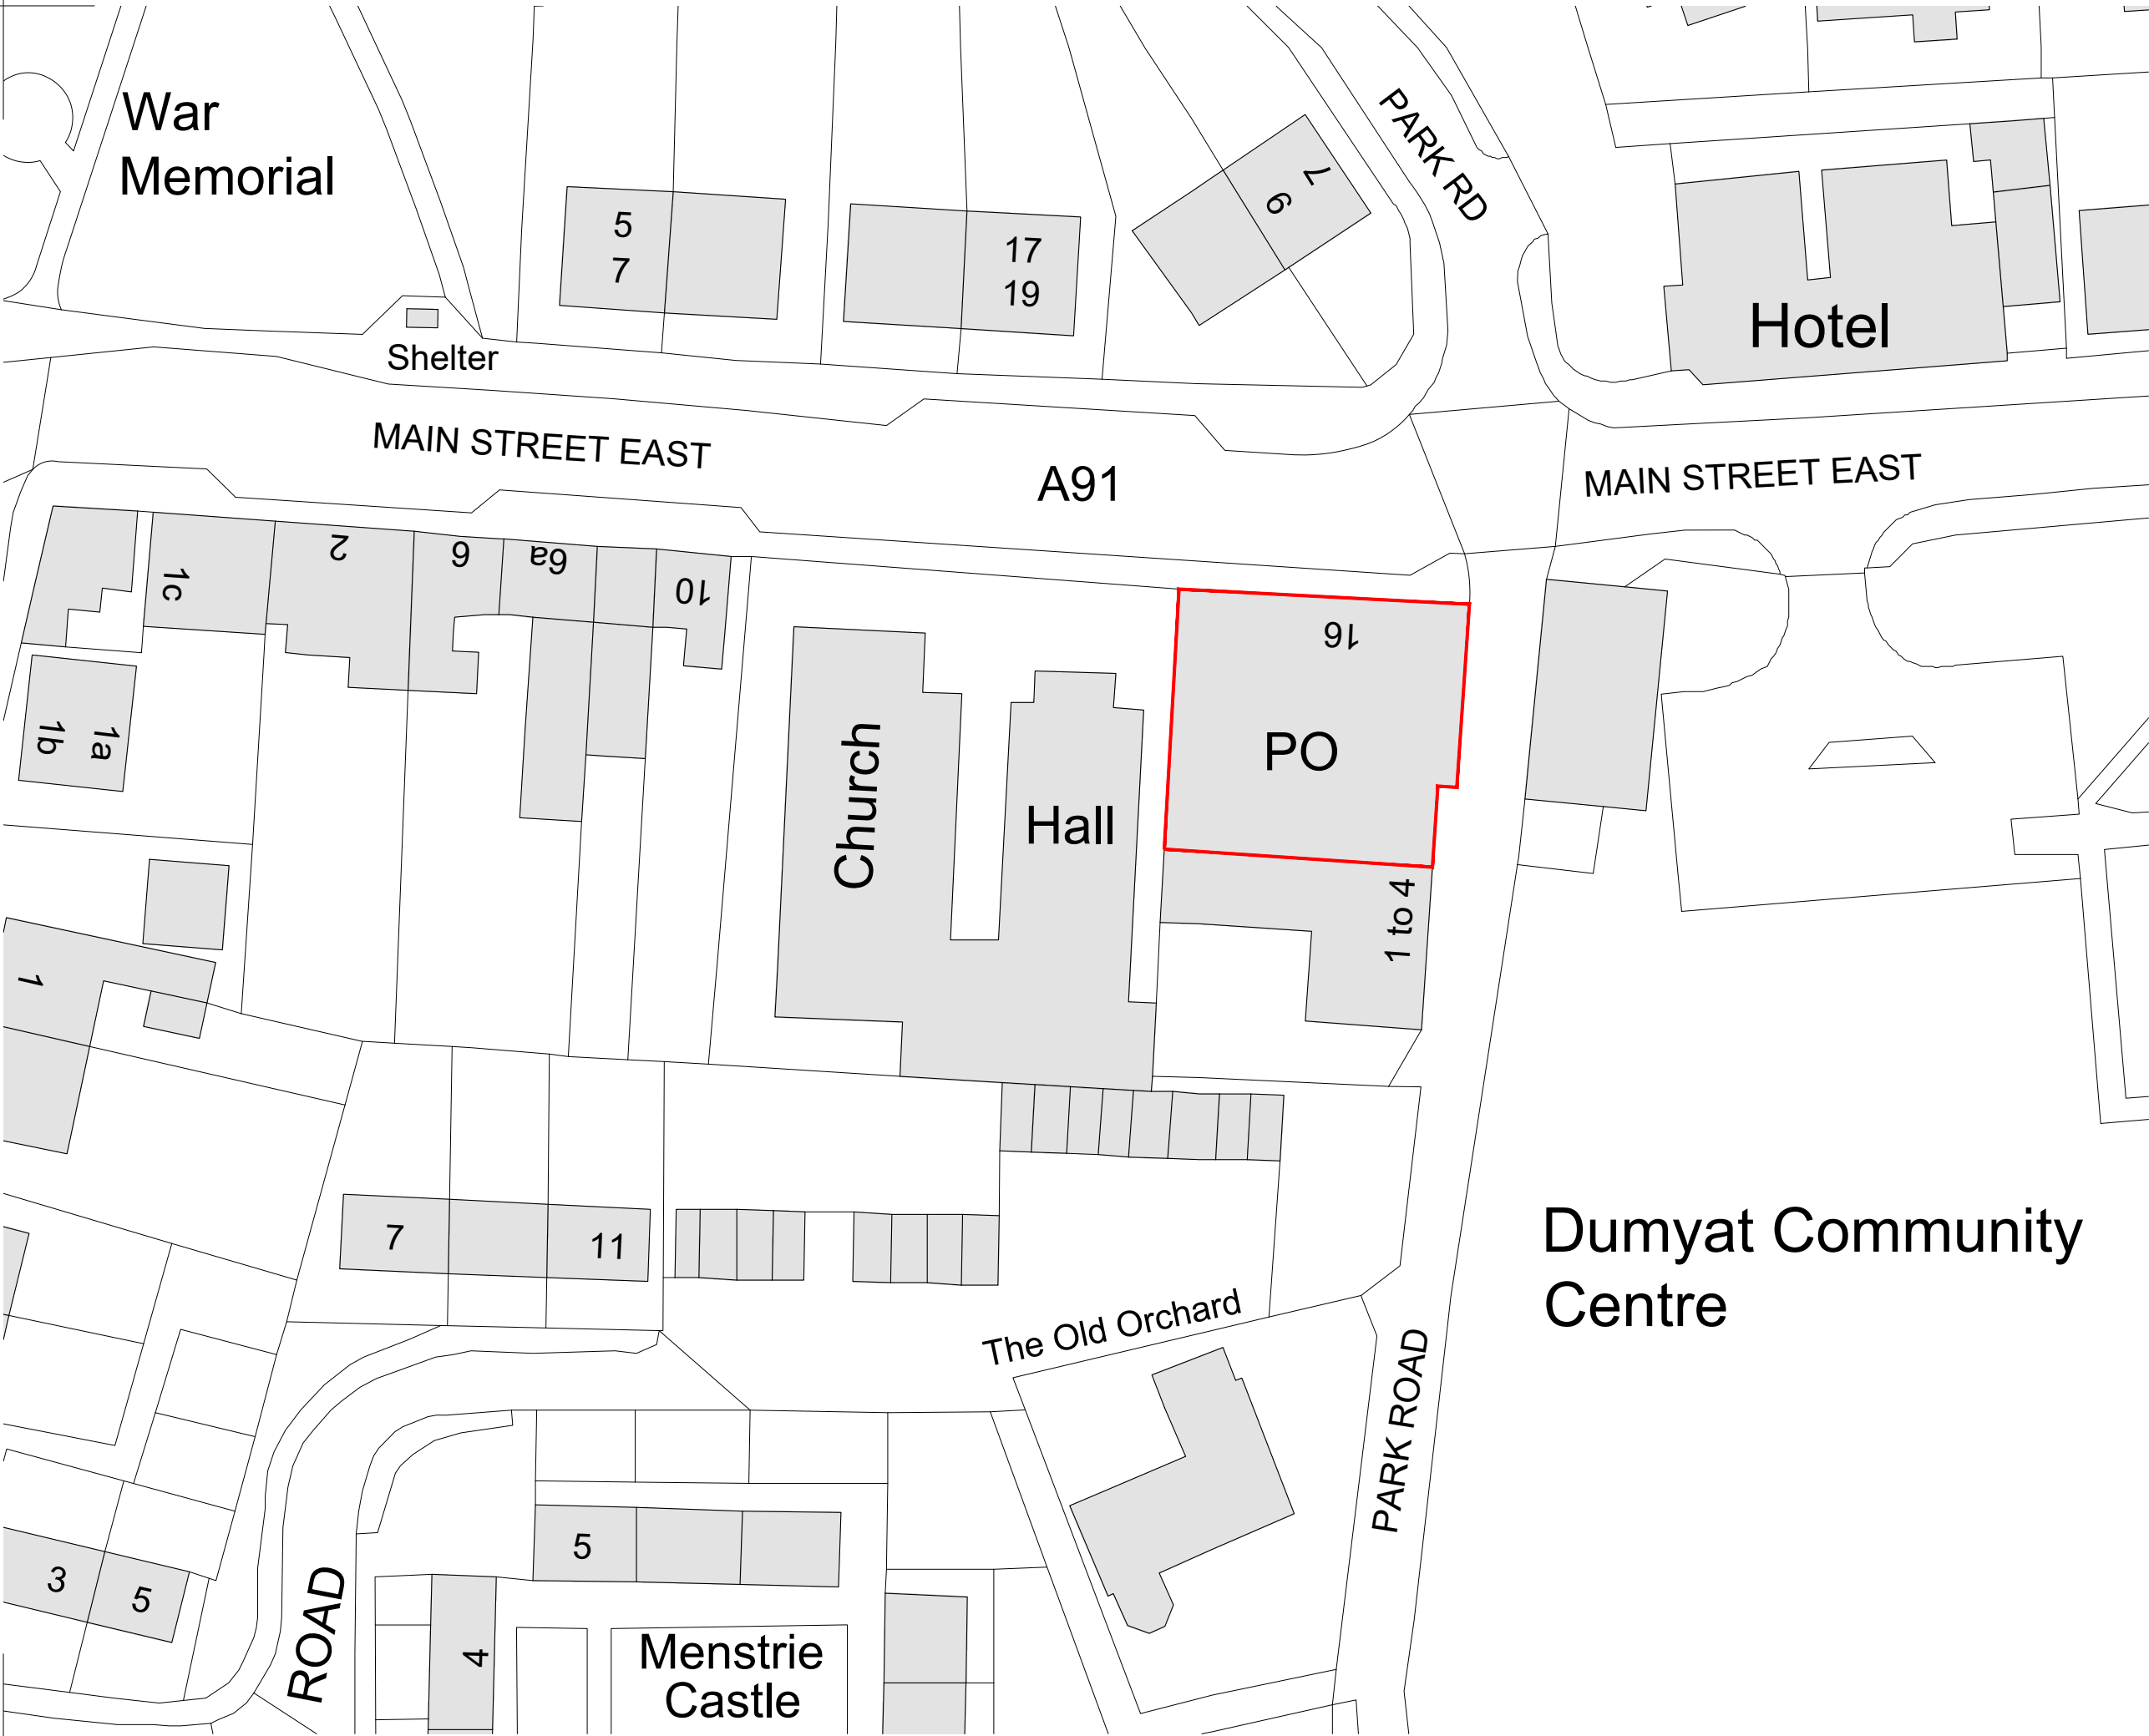 War
Memorial
PARK RD
5
7
17
19
7
6
Hotel
Shelter
MAIN STREET EAST
A91
MAIN STREET EAST
1c
2
6
6a
10
16
1b
1a
PO
Church
Hall
1 to 4
1
7
11
Dumyat Community
Centre
The Old Orchard
PARK ROAD
5
3
5
ROAD
4
Menstrie
Castle